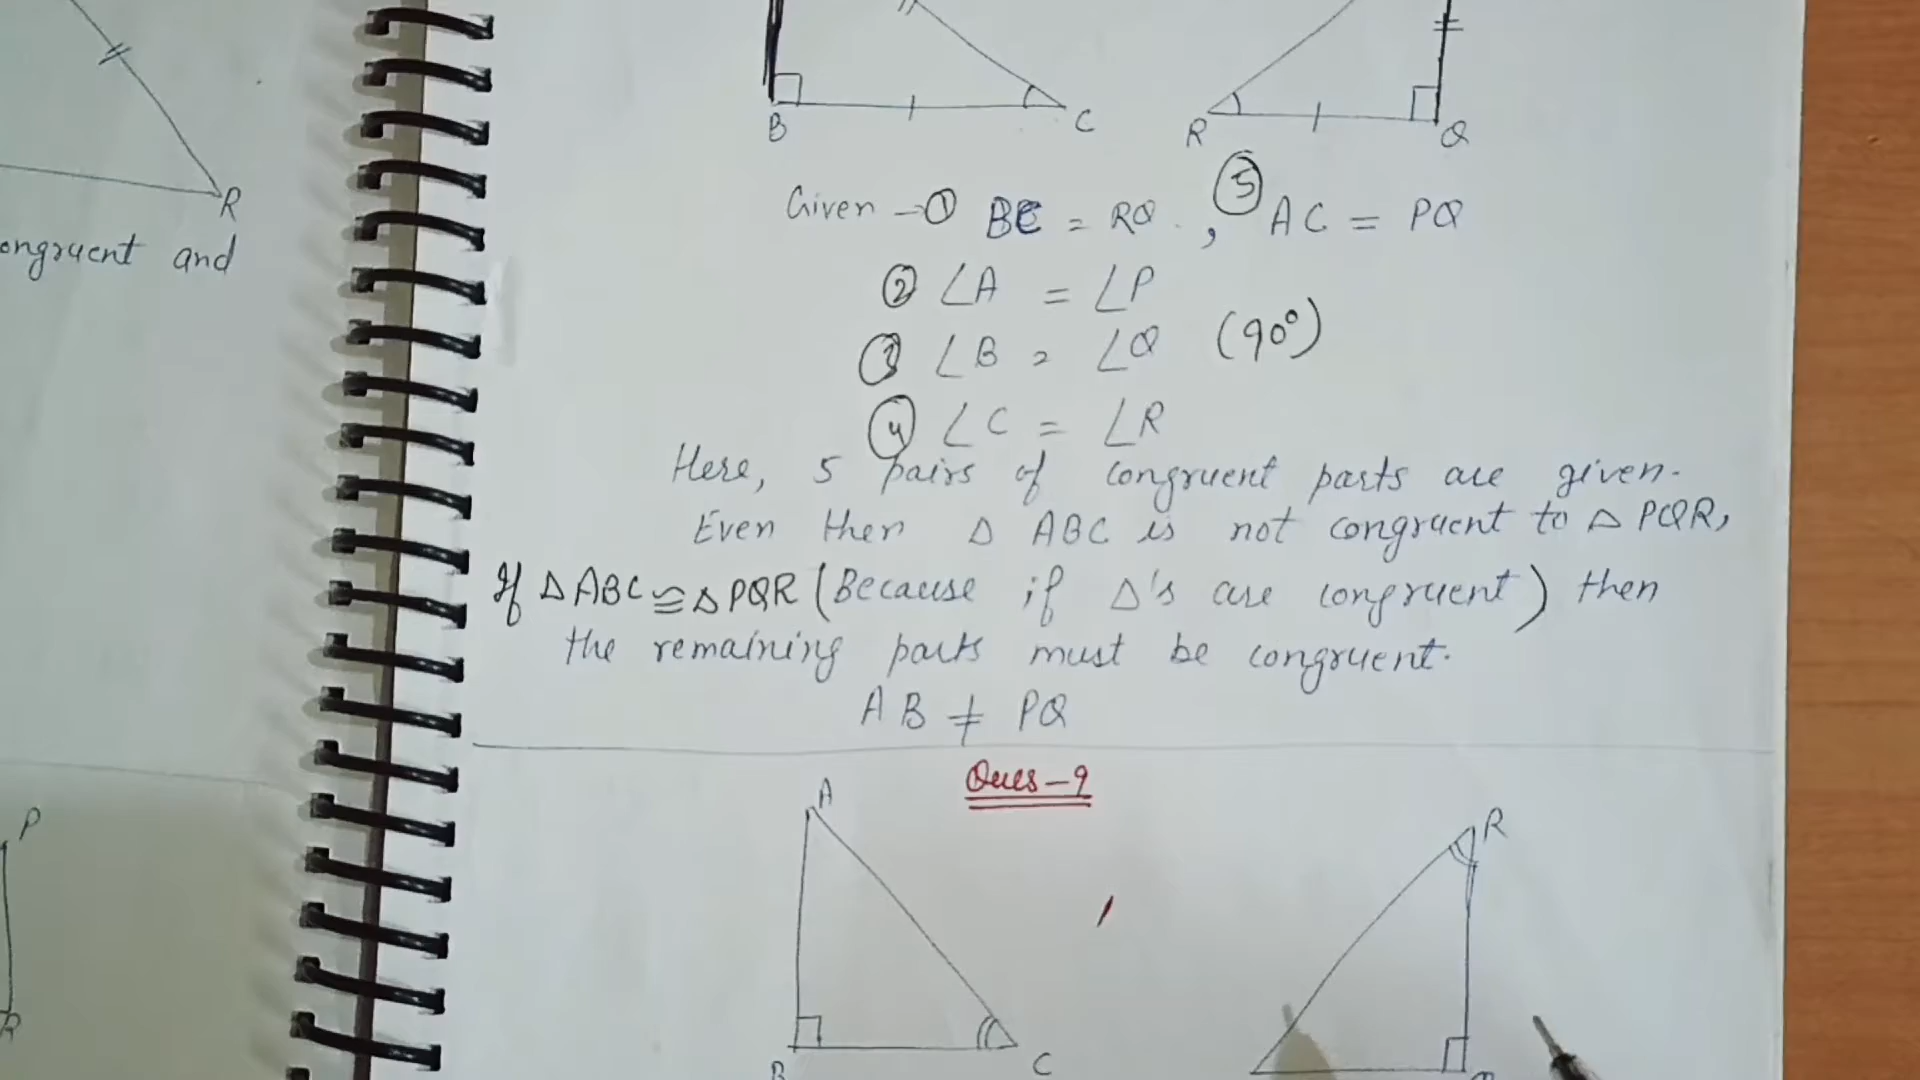 R
ongruent and
P
R
B C R Q
Given → ① BC = RQ , ⑤ AC = PQ
② ∠A = ∠P
③ ∠B = ∠Q (90°)
④ ∠C = ∠R
Here, 5 pairs of congruent parts are given.
Even then △ ABC is not congruent to △ PQR,
If △ABC ≅ △PQR (Because if △'s are congruent) then
the remaining parts must be congruent.
AB ≠ PQ
Ques-9
A R
B C